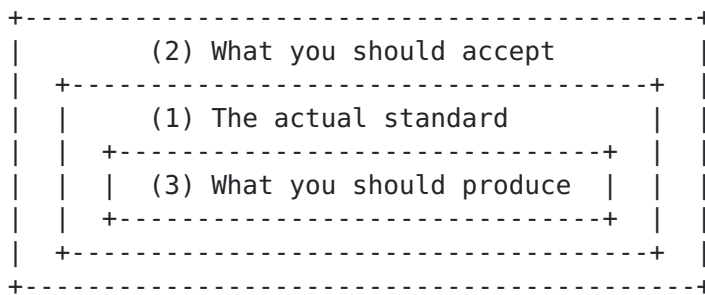 (2) What you should accept
(1) The actual standard
(3) What you should produce